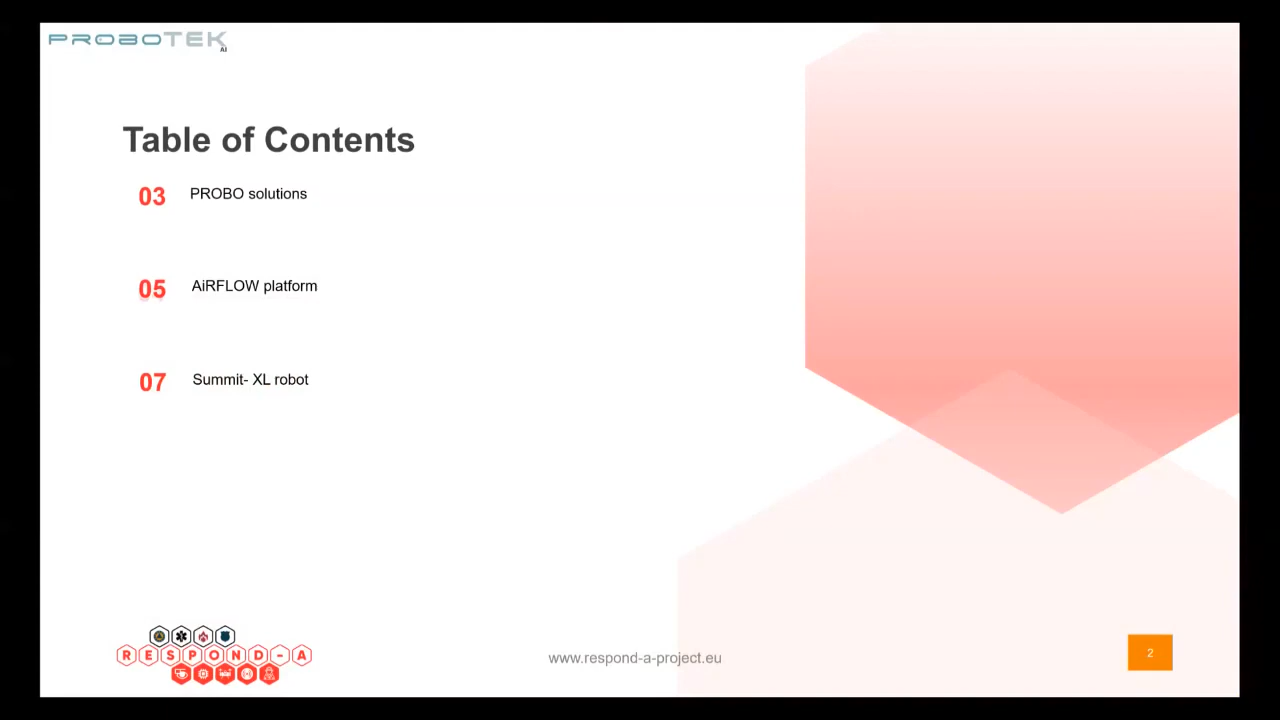 PROBOTEK
AI
Table of Contents
03 PROBO solutions
05 AiRFLOW platform
07 Summit- XL robot
RESPOND-A
www.respond-a-project.eu
2